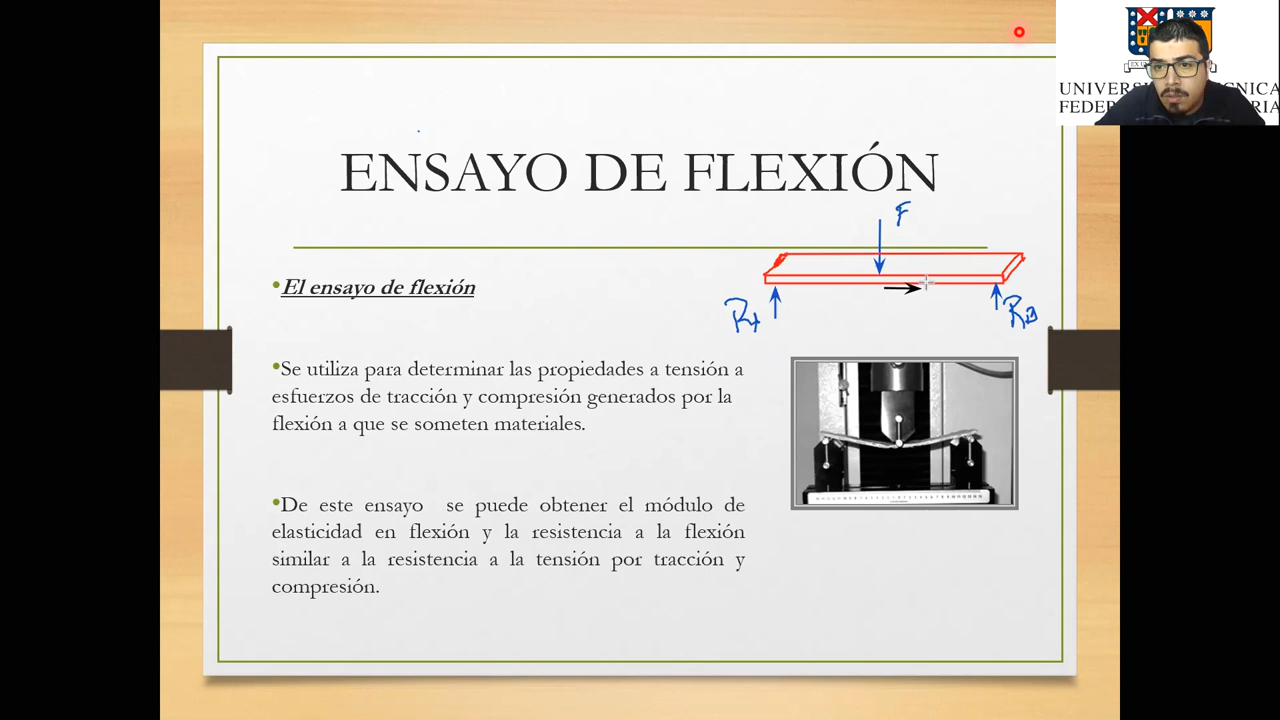 ENSAYO DE FLEXIÓN
F
•El ensayo de flexión
RA
RB
•Se utiliza para determinar las propiedades a tensión a
esfuerzos de tracción y compresión generados por la
flexión a que se someten materiales.
•De este ensayo se puede obtener el módulo de
elasticidad en flexión y la resistencia a la flexión
similar a la resistencia a la tensión por tracción y
compresión.